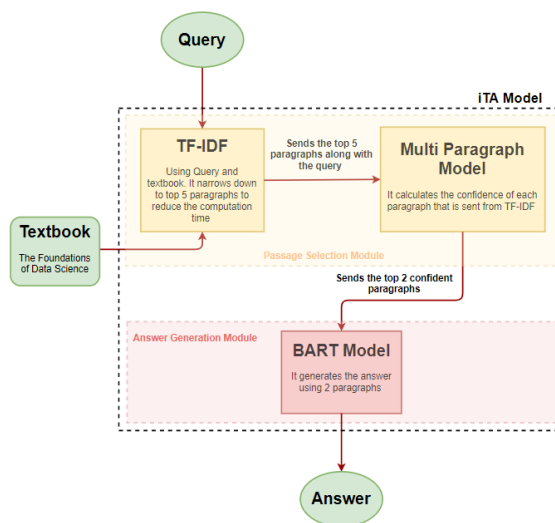 Query
iTA Model
TF-IDF
Using Query and
textbook. It narrows down
to top 5 paragraphs to
reduce the computation
time
Sends the top 5
paragraphs along with
the query
Multi Paragraph
Model
It calculates the confidence of each
paragraph that is sent from TF-IDF
Textbook
The Foundations
of Data Science
Passage Selection Module
Sends the top 2 confident
paragraphs
Answer Generation Module
BART Model
It generates the answer
using 2 paragraphs
Answer